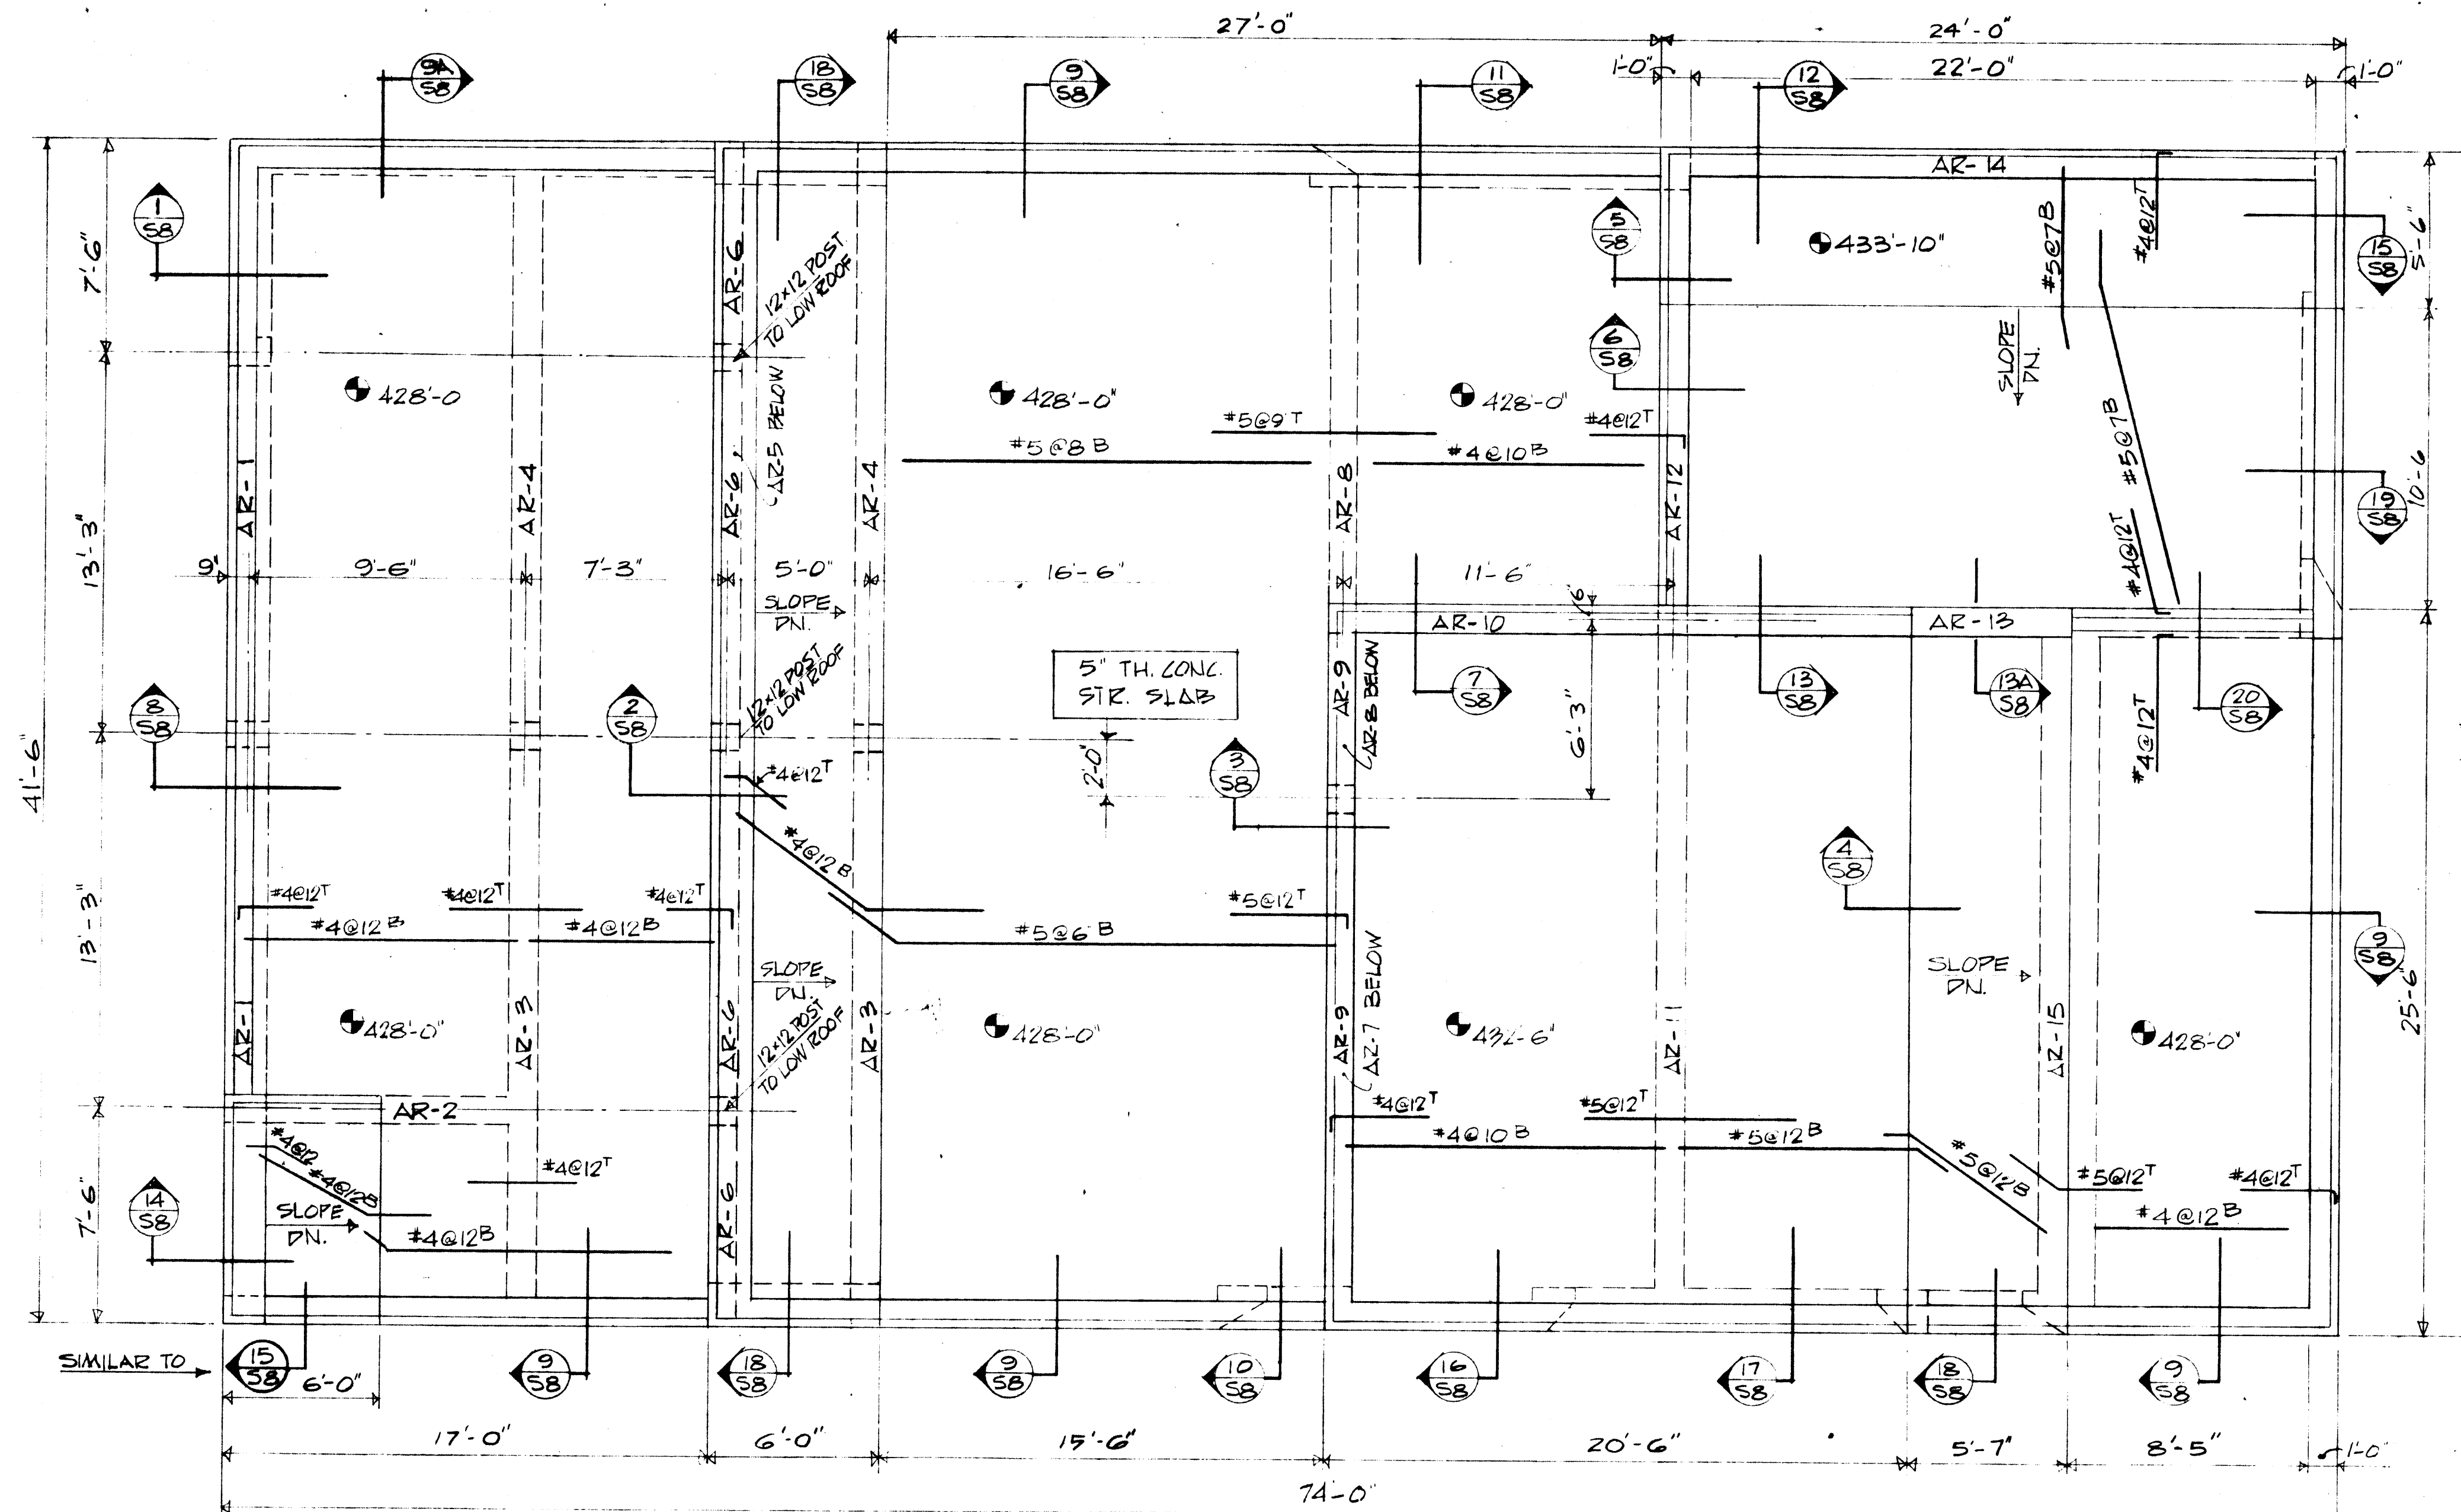 27'-0"
24'-0"
1'-0"
22'-0"
1'-0"
9A
S8
18
S8
9
S8
11
S8
12
S8
AR-14
1
S8
7'-6"
AR-6
12x12 POST
TO LOW ROOF
5
S8
433'-10"
#5@7B
#4@12T
15
S8
5'-6"
6
S8
SLOPE
DN.
428'-0
AR-5 BELOW
428'-0"
428'-0"
#5@9T
#5@8B
#4@12T
#4@10B
#5@7B
AR-1
AR-4
AR-6
AR-4
AR-8
AR-12
#4@12T
19
S8
10'-6
13'-3"
9"
9'-6"
7'-3"
5'-0"
16'-6"
11'-6"
SLOPE
DN.
6"
AR-10
AR-13
12x12 POST
TO LOW ROOF
5" TH. CONC.
STR. SLAB
AR-9
AR-8 BELOW
7
S8
13
S8
13A
S8
20
S8
8
S8
2
S8
6'-3"
#4@12T
41'-6"
2'-0"
3
S8
#4@12T
#4@12B
4
S8
13'-3"
#4@12T
#4@12T
#4@12T
#4@12B
#4@12B
#5@12T
#5@6B
9
S8
SLOPE
DN.
SLOPE
DN.
25'-6"
AR-1
428'-0"
AR-3
AR-6
12x12 POST
TO LOW ROOF
AR-3
428'-0"
AR-9
AR-7 BELOW
432-6"
AR-11
AR-15
428'-0"
AR-2
#4@12T
#5@12T
#4@10B
#5@12B
#5@12B
#5@12T
#4@12T
#4@12B
#4@12
#4@12B
#4@12T
#4@12B
7'-6"
14
S8
SLOPE
DN.
AR-6
SIMILAR TO
15
S8
6'-0"
9
S8
18
S8
9
S8
10
S8
16
S8
17
S8
18
S8
9
S8
17'-0"
6'-0"
15'-6"
20'-6"
5'-7"
8'-5"
1'-0
74'-0"